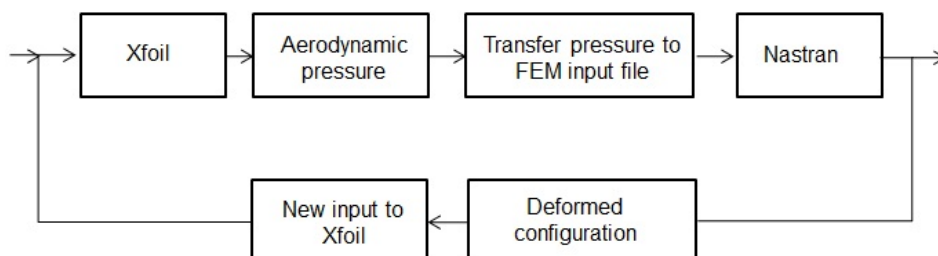 Xfoil
Aerodynamic
pressure
Transfer pressure to
FEM input file
Nastran
New input to
Xfoil
Deformed
configuration